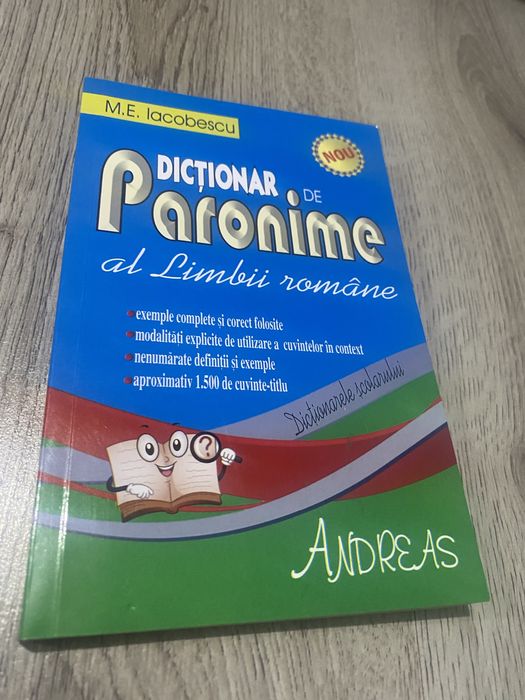 M.E. Iacobescu
NOU
DICȚIONAR DE
Paronime
al Limbii române
exemple complete și corect folosite
modalități explicite de utilizare a cuvintelor în context
nenumărate definiții și exemple
aproximativ 1.500 de cuvinte-titlu
Dicționarele școlarului
?
ANDREAS